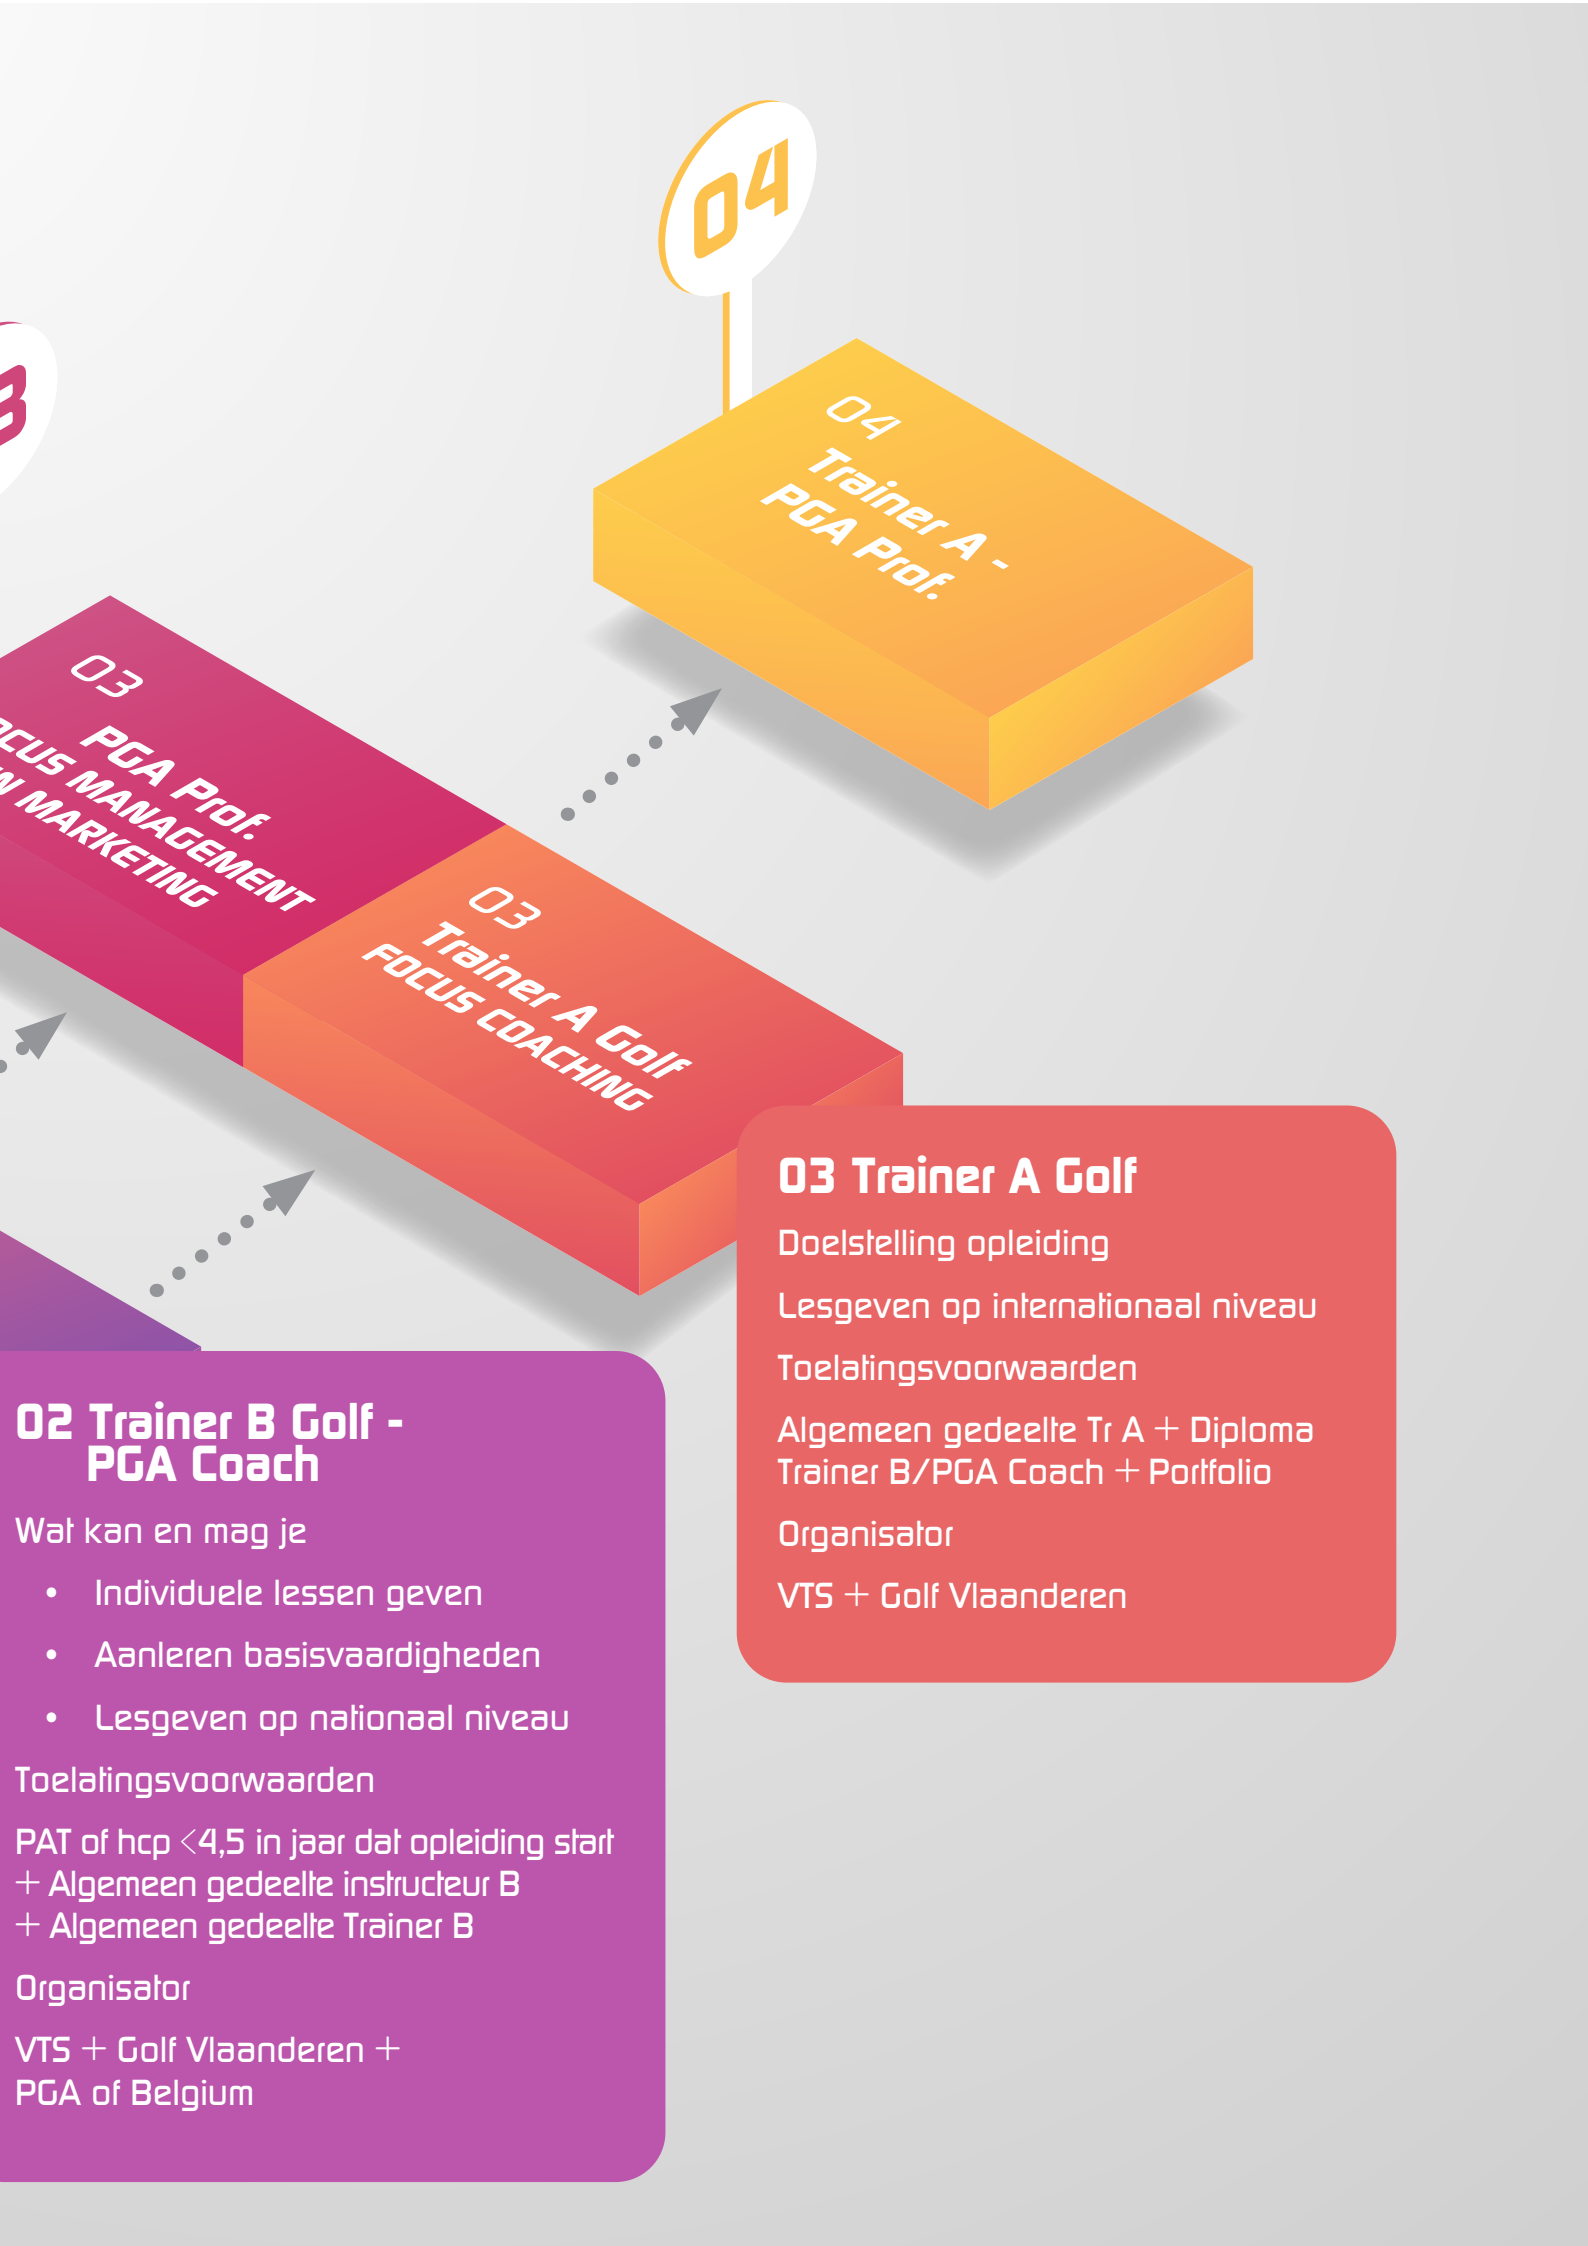 04
04
Trainer A -
PGA Prof.
03
PGA Prof.
MANAGEMENT
MARKETING
03
Trainer A Golf
FOCUS COACHING
03 Trainer A Golf
Doelstelling opleiding
Lesgeven op internationaal niveau
Toelatingsvoorwaarden
Algemeen gedeelte Tr A + Diploma
Trainer B/PGA Coach + Portfolio
Organisator
VTS + Golf Vlaanderen
02 Trainer B Golf -
PGA Coach
Wat kan en mag je
• Individuele lessen geven
• Aanleren basisvaardigheden
• Lesgeven op nationaal niveau
Toelatingsvoorwaarden
PAT of hcp <4,5 in jaar dat opleiding start
+ Algemeen gedeelte instructeur B
+ Algemeen gedeelte Trainer B
Organisator
VTS + Golf Vlaanderen +
PGA of Belgium